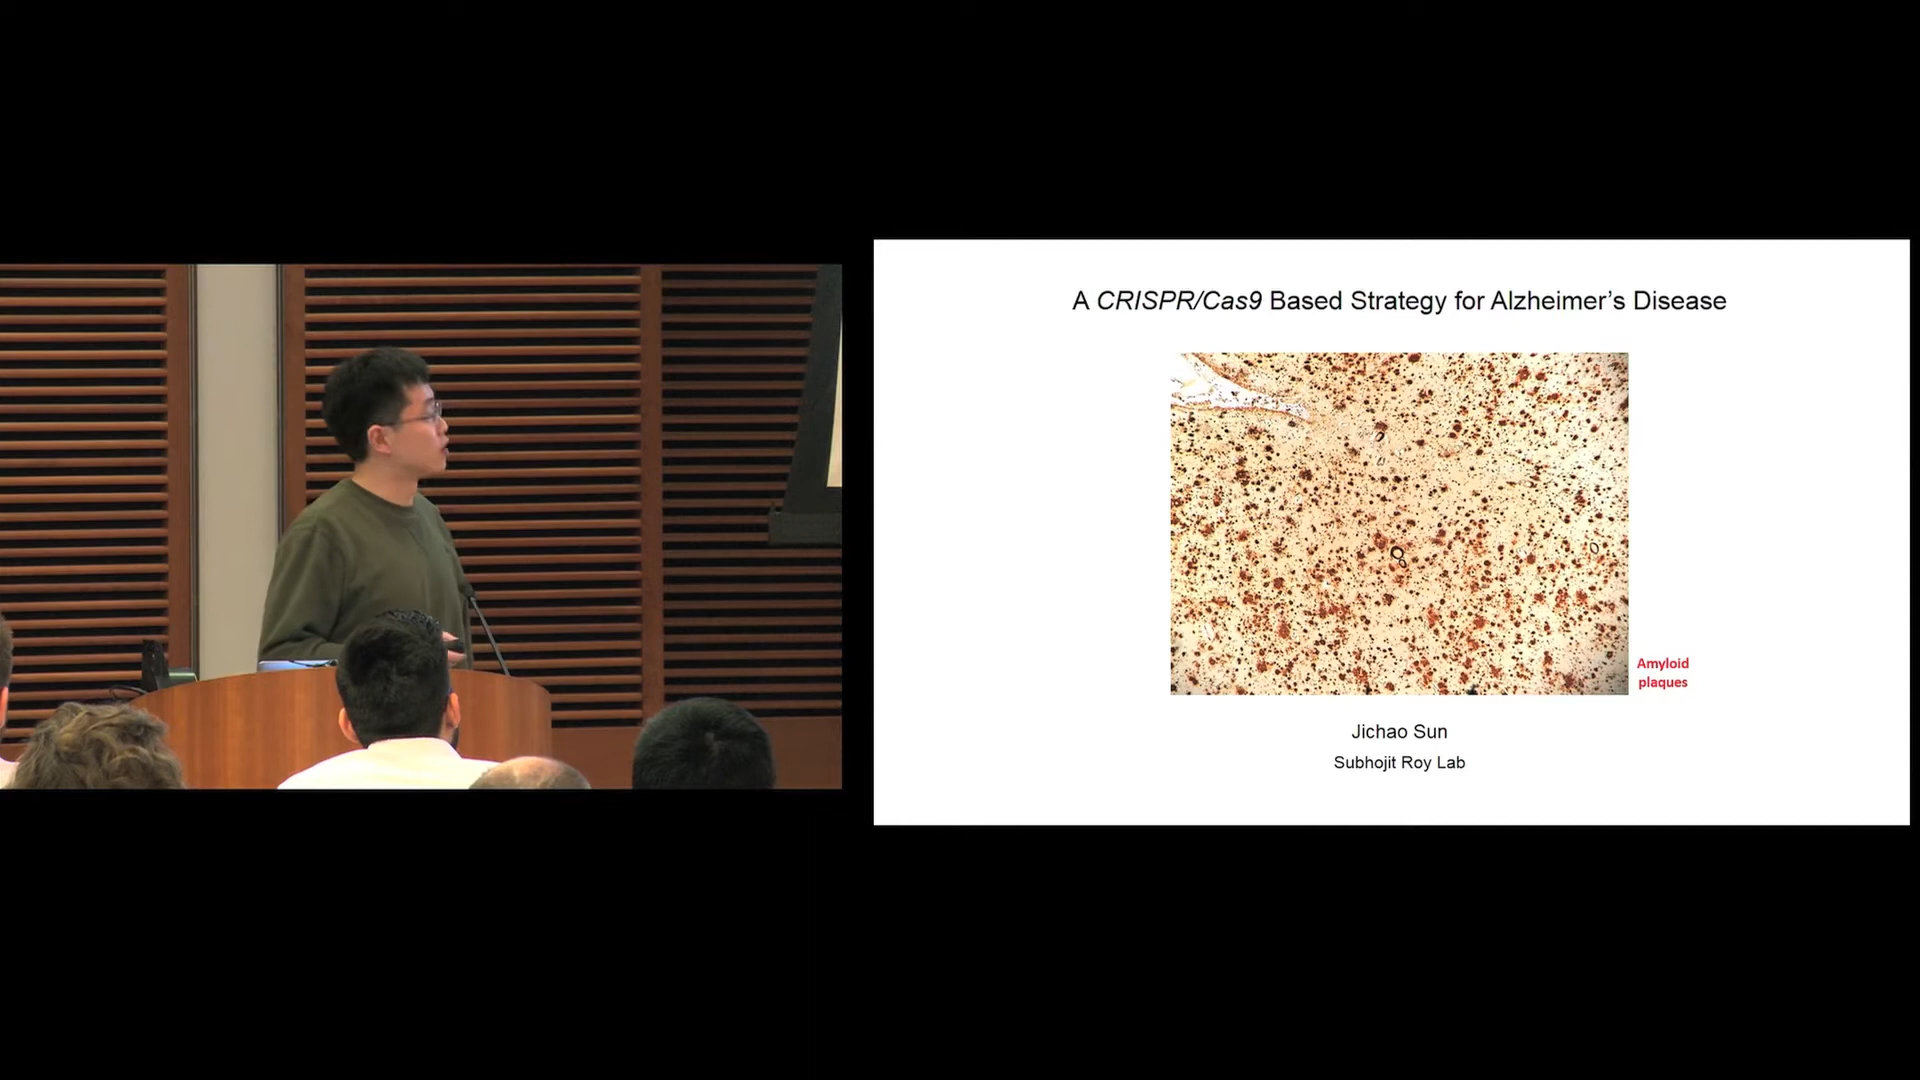 A CRISPR/Cas9 Based Strategy for Alzheimer's Disease
Amyloid
plaques
Jichao Sun
Subhojit Roy Lab